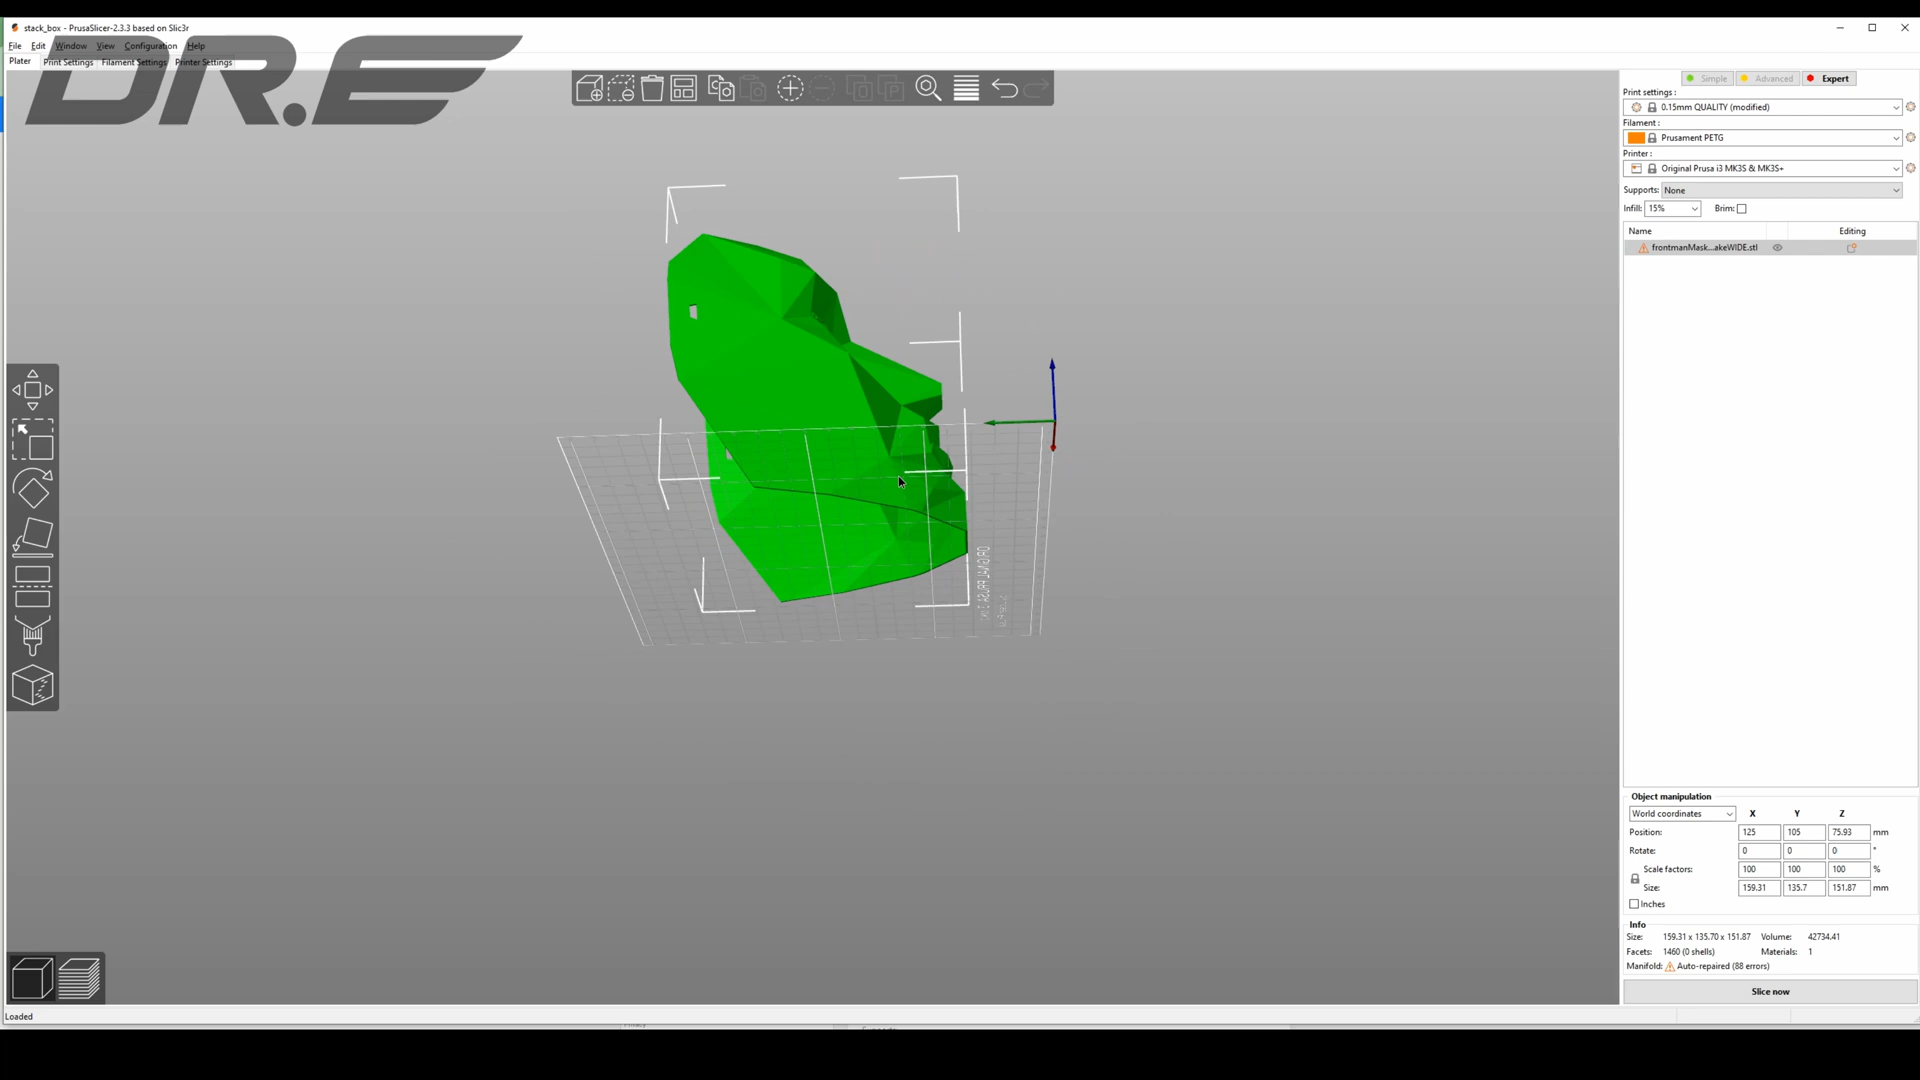 stack_box - PrusaSlicer-2.3.3 based on Slic3r
File Edit Window View Configuration Help
Plater Print Settings Filament Settings Printer Settings
DR.E
Simple Advanced Expert
Print settings :
0.15mm QUALITY (modified)
Filament :
Prusament PETG
Printer :
Original Prusa i3 MK3S & MK3S+
Supports: None
Infill: 15% Brim:
Name Editing
frontmanMask...akeWIDE.stl
ORIGINAL PRUSA i3
Object manipulation
World coordinates X Y Z
Position: 125 105 75.93 mm
Rotate: 0 0 0 °
Scale factors: 100 100 100 %
Size: 159.31 135.7 151.87 mm
Inches
Info
Size: 159.31 x 135.70 x 151.87 Volume: 42734.41
Facets: 1460 (0 shells) Materials: 1
Manifold: Auto-repaired (88 errors)
Slice now
Loaded